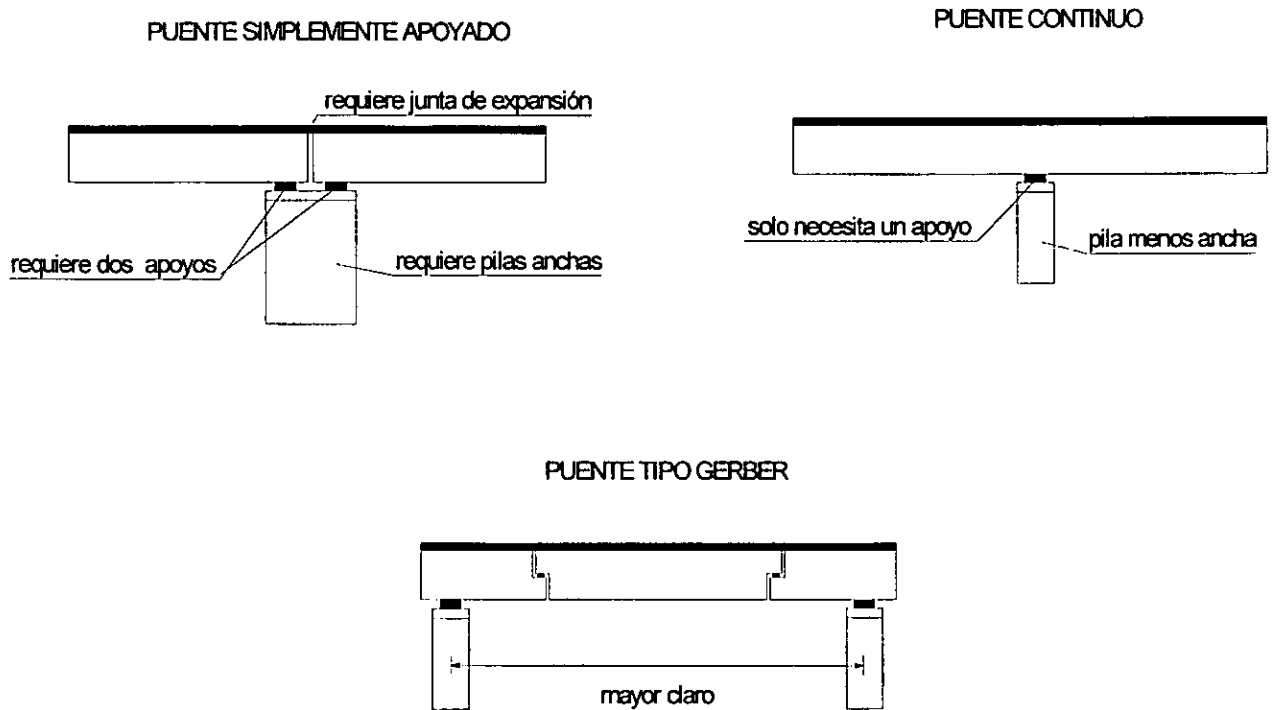 PUENTE SIMPLEMENTE APOYADO
requiere junta de expansión
requiere dos apoyos
requiere pilas anchas
PUENTE CONTINUO
solo necesita un apoyo
pila menos ancha
PUENTE TIPO GERBER
mayor claro